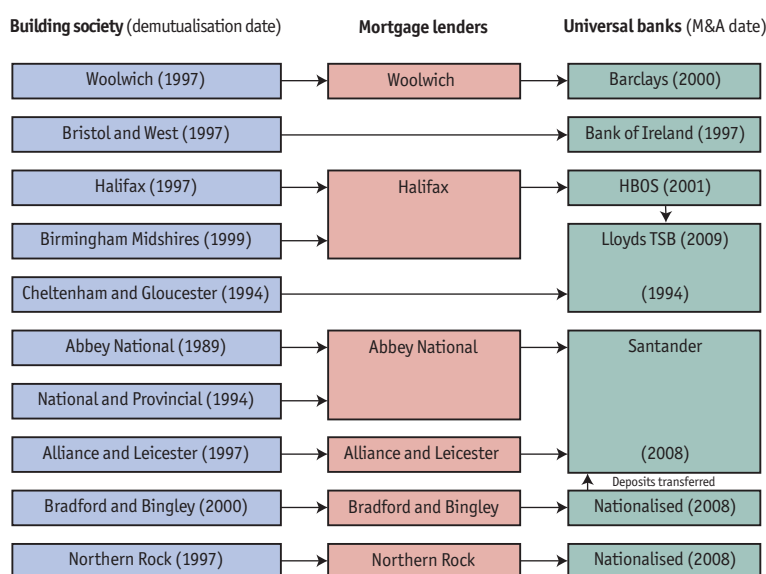 Building society (demutualisation date) Mortgage lenders Universal banks (M&A date)
Woolwich (1997) Woolwich Barclays (2000)
Bristol and West (1997) Bank of Ireland (1997)
Halifax (1997) Halifax HBOS (2001)
Birmingham Midshires (1999) Lloyds TSB (2009)
Cheltenham and Gloucester (1994) (1994)
Abbey National (1989) Abbey National Santander
National and Provincial (1994)
Alliance and Leicester (1997) Alliance and Leicester (2008)
Deposits transferred
Bradford and Bingley (2000) Bradford and Bingley Nationalised (2008)
Northern Rock (1997) Northern Rock Nationalised (2008)